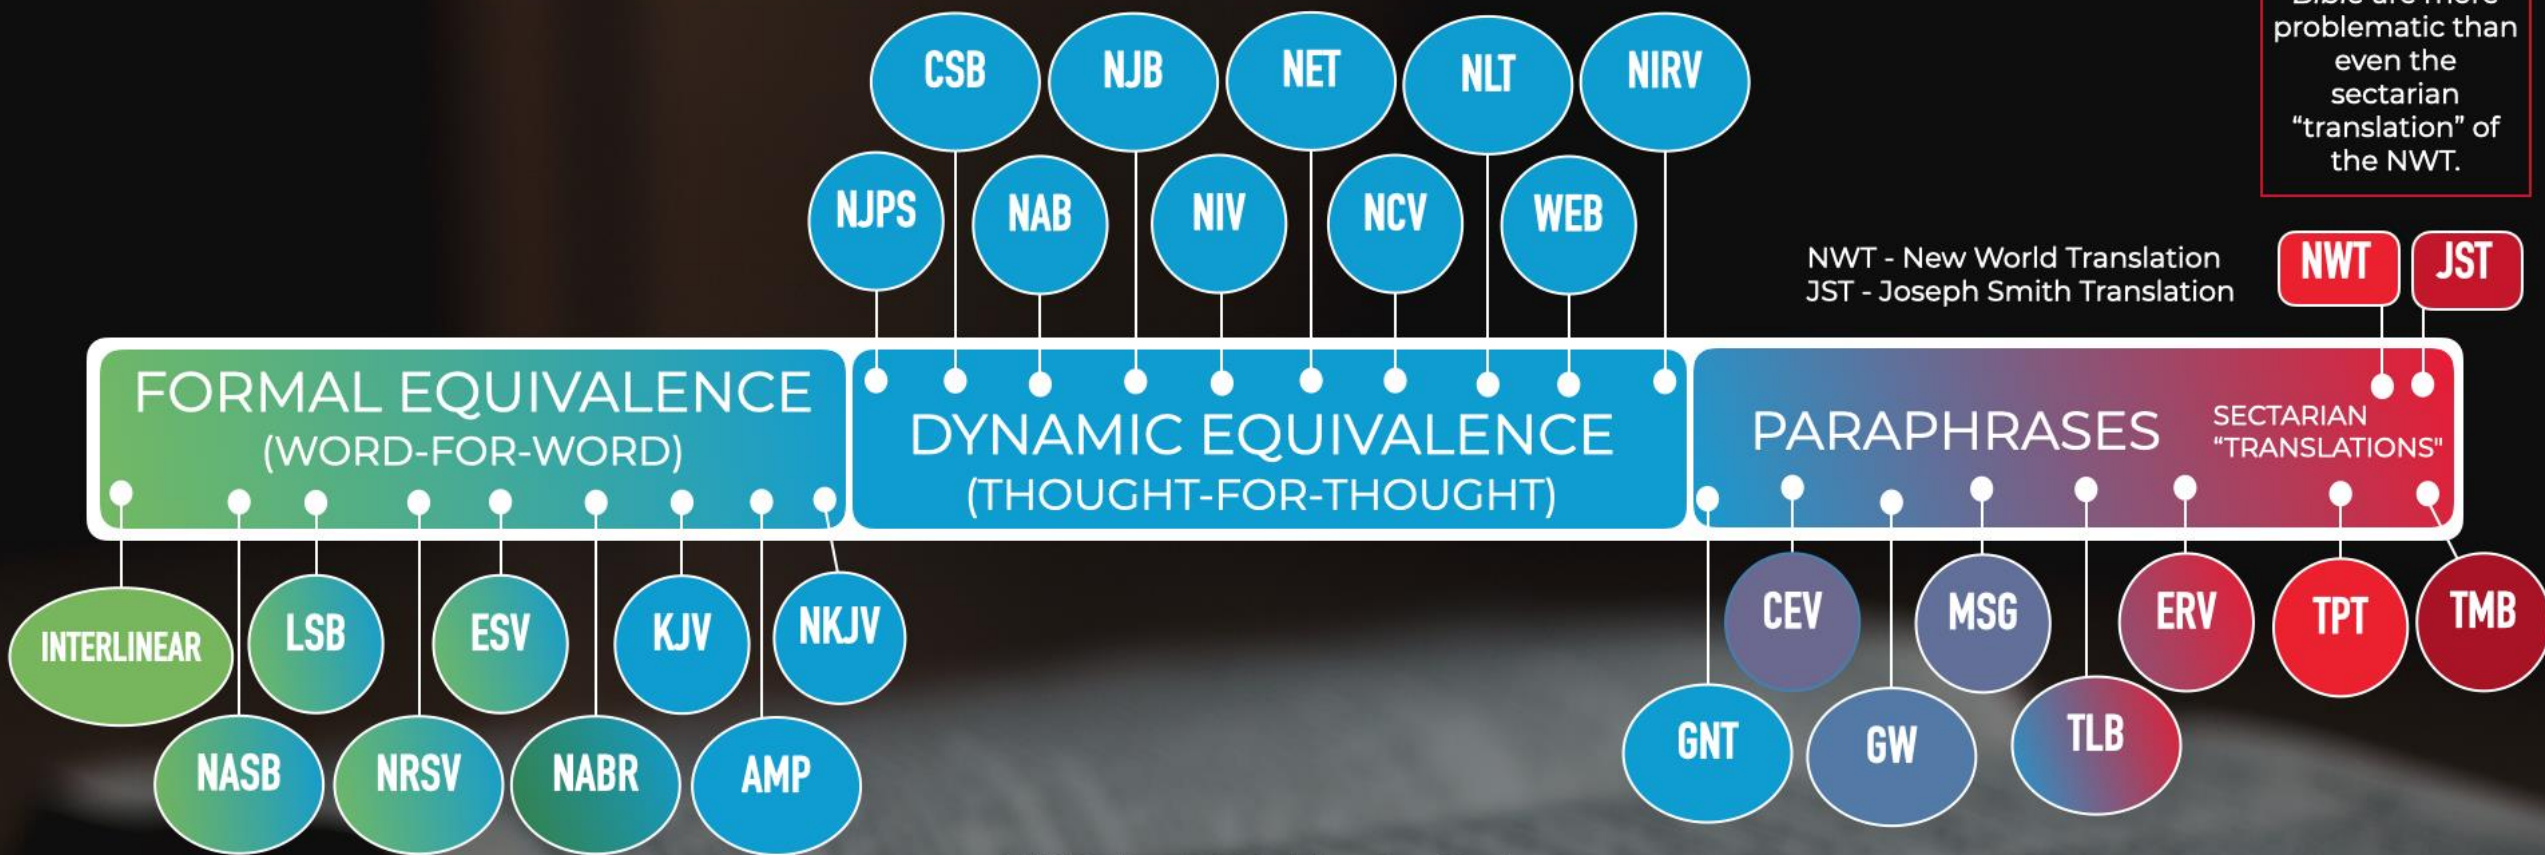 Bible are more
problematic than
even the
sectarian
“translation” of
the NWT.
CSB
NJB
NET
NLT
NIRV
NJPS
NAB
NIV
NCV
WEB
NWT - New World Translation
JST - Joseph Smith Translation
NWT
JST
FORMAL EQUIVALENCE
(WORD-FOR-WORD)
DYNAMIC EQUIVALENCE
(THOUGHT-FOR-THOUGHT)
PARAPHRASES
SECTARIAN
“TRANSLATIONS"
INTERLINEAR
LSB
ESV
KJV
NKJV
NASB
NRSV
NABR
AMP
CEV
MSG
ERV
TPT
TMB
GNT
GW
TLB